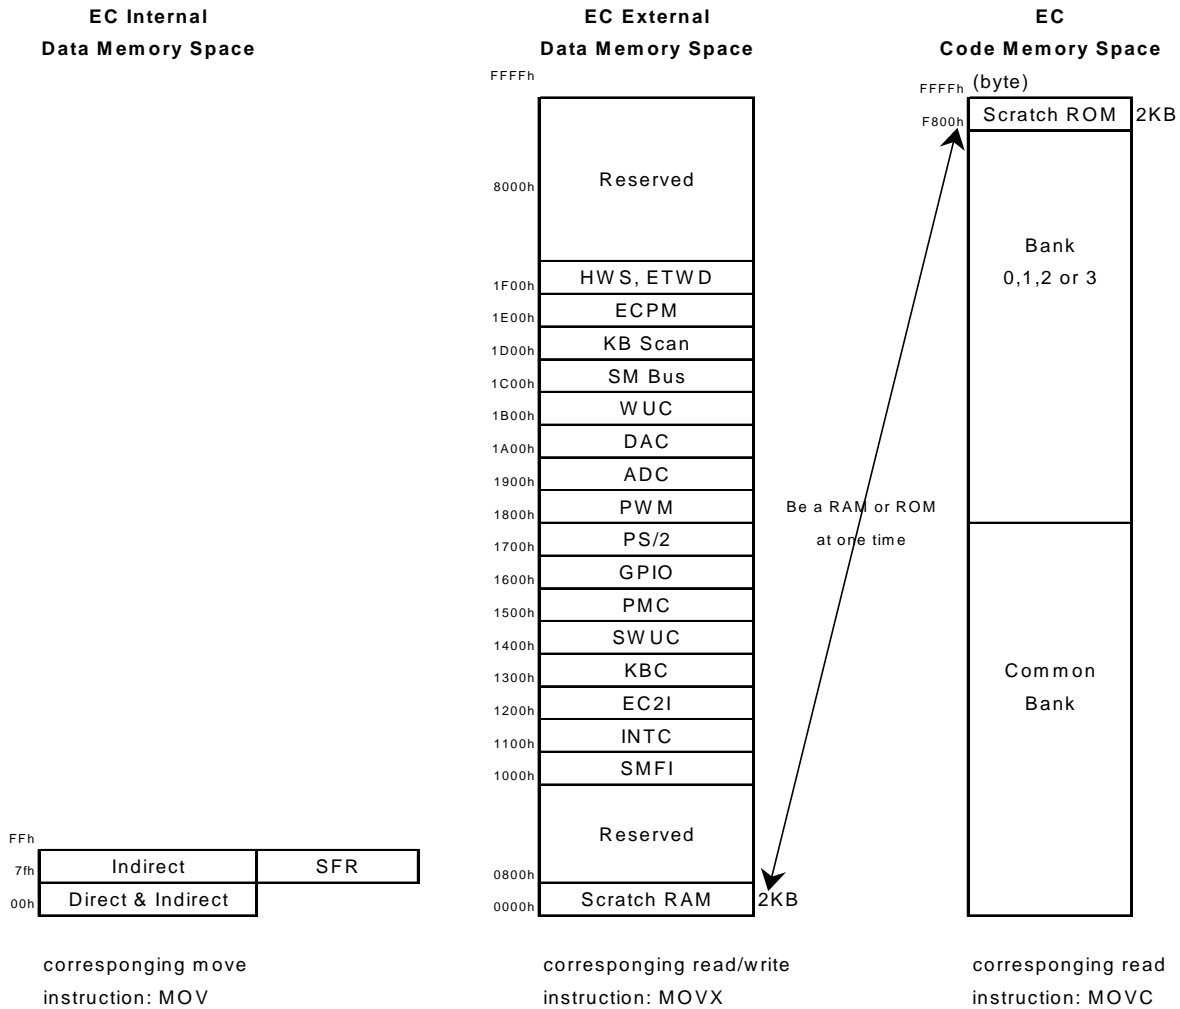 EC Internal
Data Memory Space
FFh
7fh
Indirect
SFR
00h
Direct & Indirect
corresponging move
instruction: MOV
EC External
Data Memory Space
FFFFh
8000h
Reserved
1F00h
HWS, ETWD
1E00h
ECPM
1D00h
KB Scan
1C00h
SM Bus
1B00h
WUC
1A00h
DAC
1900h
ADC
1800h
PWM
1700h
PS/2
1600h
GPIO
1500h
PMC
1400h
SWUC
1300h
KBC
1200h
EC2I
1100h
INTC
1000h
SMFI
Reserved
0800h
0000h
Scratch RAM
2KB
corresponging read/write
instruction: MOVX
Be a RAM or ROM
at one time
EC
Code Memory Space
(byte)
FFFFh
F800h
Scratch ROM
2KB
Bank
0,1,2 or 3
Common
Bank
corresponging read
instruction: MOVC